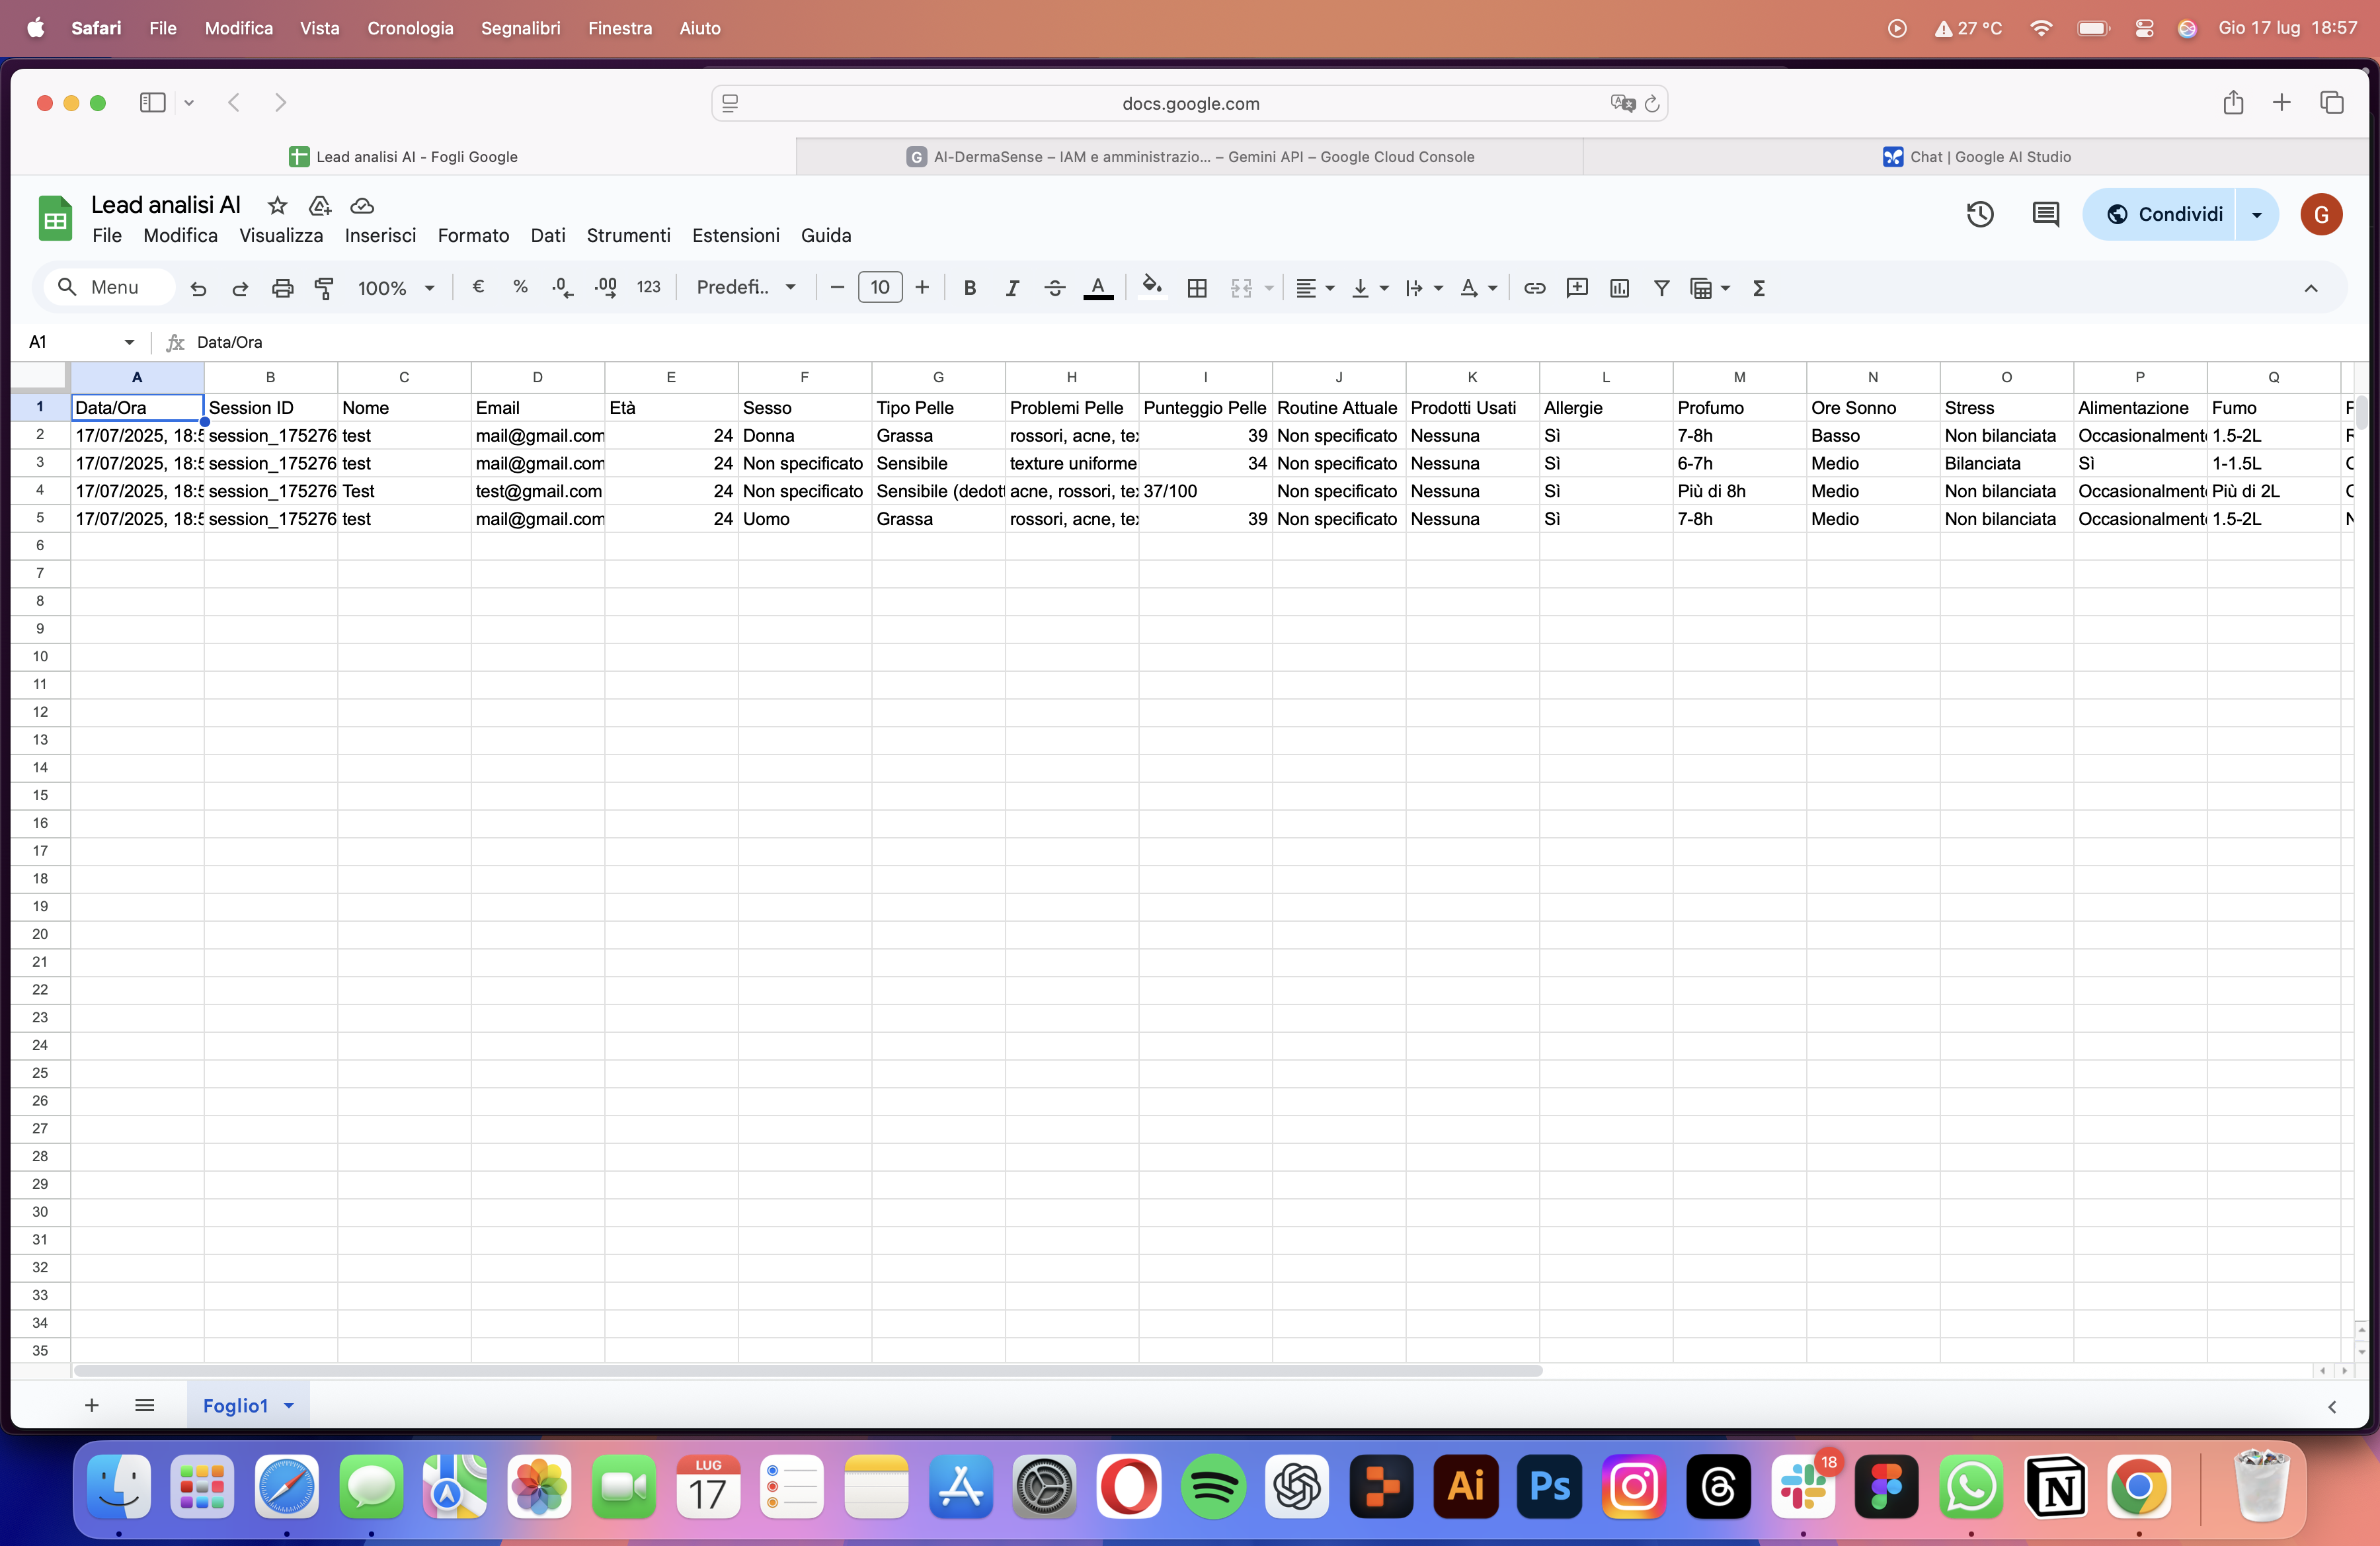 Safari File Modifica Vista Cronologia Segnalibri Finestra Aiuto 27 °C Gio 17 lug 18:57
docs.google.com
Lead analisi AI - Fogli Google
G AI-DermaSense – IAM e amministrazio... – Gemini API – Google Cloud Console
Chat | Google AI Studio
Lead analisi AI
File Modifica Visualizza Inserisci Formato Dati Strumenti Estensioni Guida
Condividi G
Menu 100% € % .0 .00 123 Predefi... − 10 + B I A A Σ
A1 fx Data/Ora
A B C D E F G H I J K L M N O P Q
1 Data/Ora Session ID Nome Email Età Sesso Tipo Pelle Problemi Pelle Punteggio Pelle Routine Attuale Prodotti Usati Allergie Profumo Ore Sonno Stress Alimentazione Fumo
2 17/07/2025, 18:5 session_175276 test mail@gmail.com 24 Donna Grassa rossori, acne, te 39 Non specificato Nessuna Sì 7-8h Basso Non bilanciata Occasionalment 1.5-2L
3 17/07/2025, 18:5 session_175276 test mail@gmail.com 24 Non specificato Sensibile texture uniforme 34 Non specificato Nessuna Sì 6-7h Medio Bilanciata Sì 1-1.5L
4 17/07/2025, 18:5 session_175276 Test test@gmail.com 24 Non specificato Sensibile (dedot acne, rossori, te 37/100 Non specificato Nessuna Sì Più di 8h Medio Non bilanciata Occasionalment Più di 2L
5 17/07/2025, 18:5 session_175276 test mail@gmail.com 24 Uomo Grassa rossori, acne, te 39 Non specificato Nessuna Sì 7-8h Medio Non bilanciata Occasionalment 1.5-2L
6
7
8
9
10
11
12
13
14
15
16
17
18
19
20
21
22
23
24
25
26
27
28
29
30
31
32
33
34
35
Foglio1
LUG
17
Ai
Ps
18
N